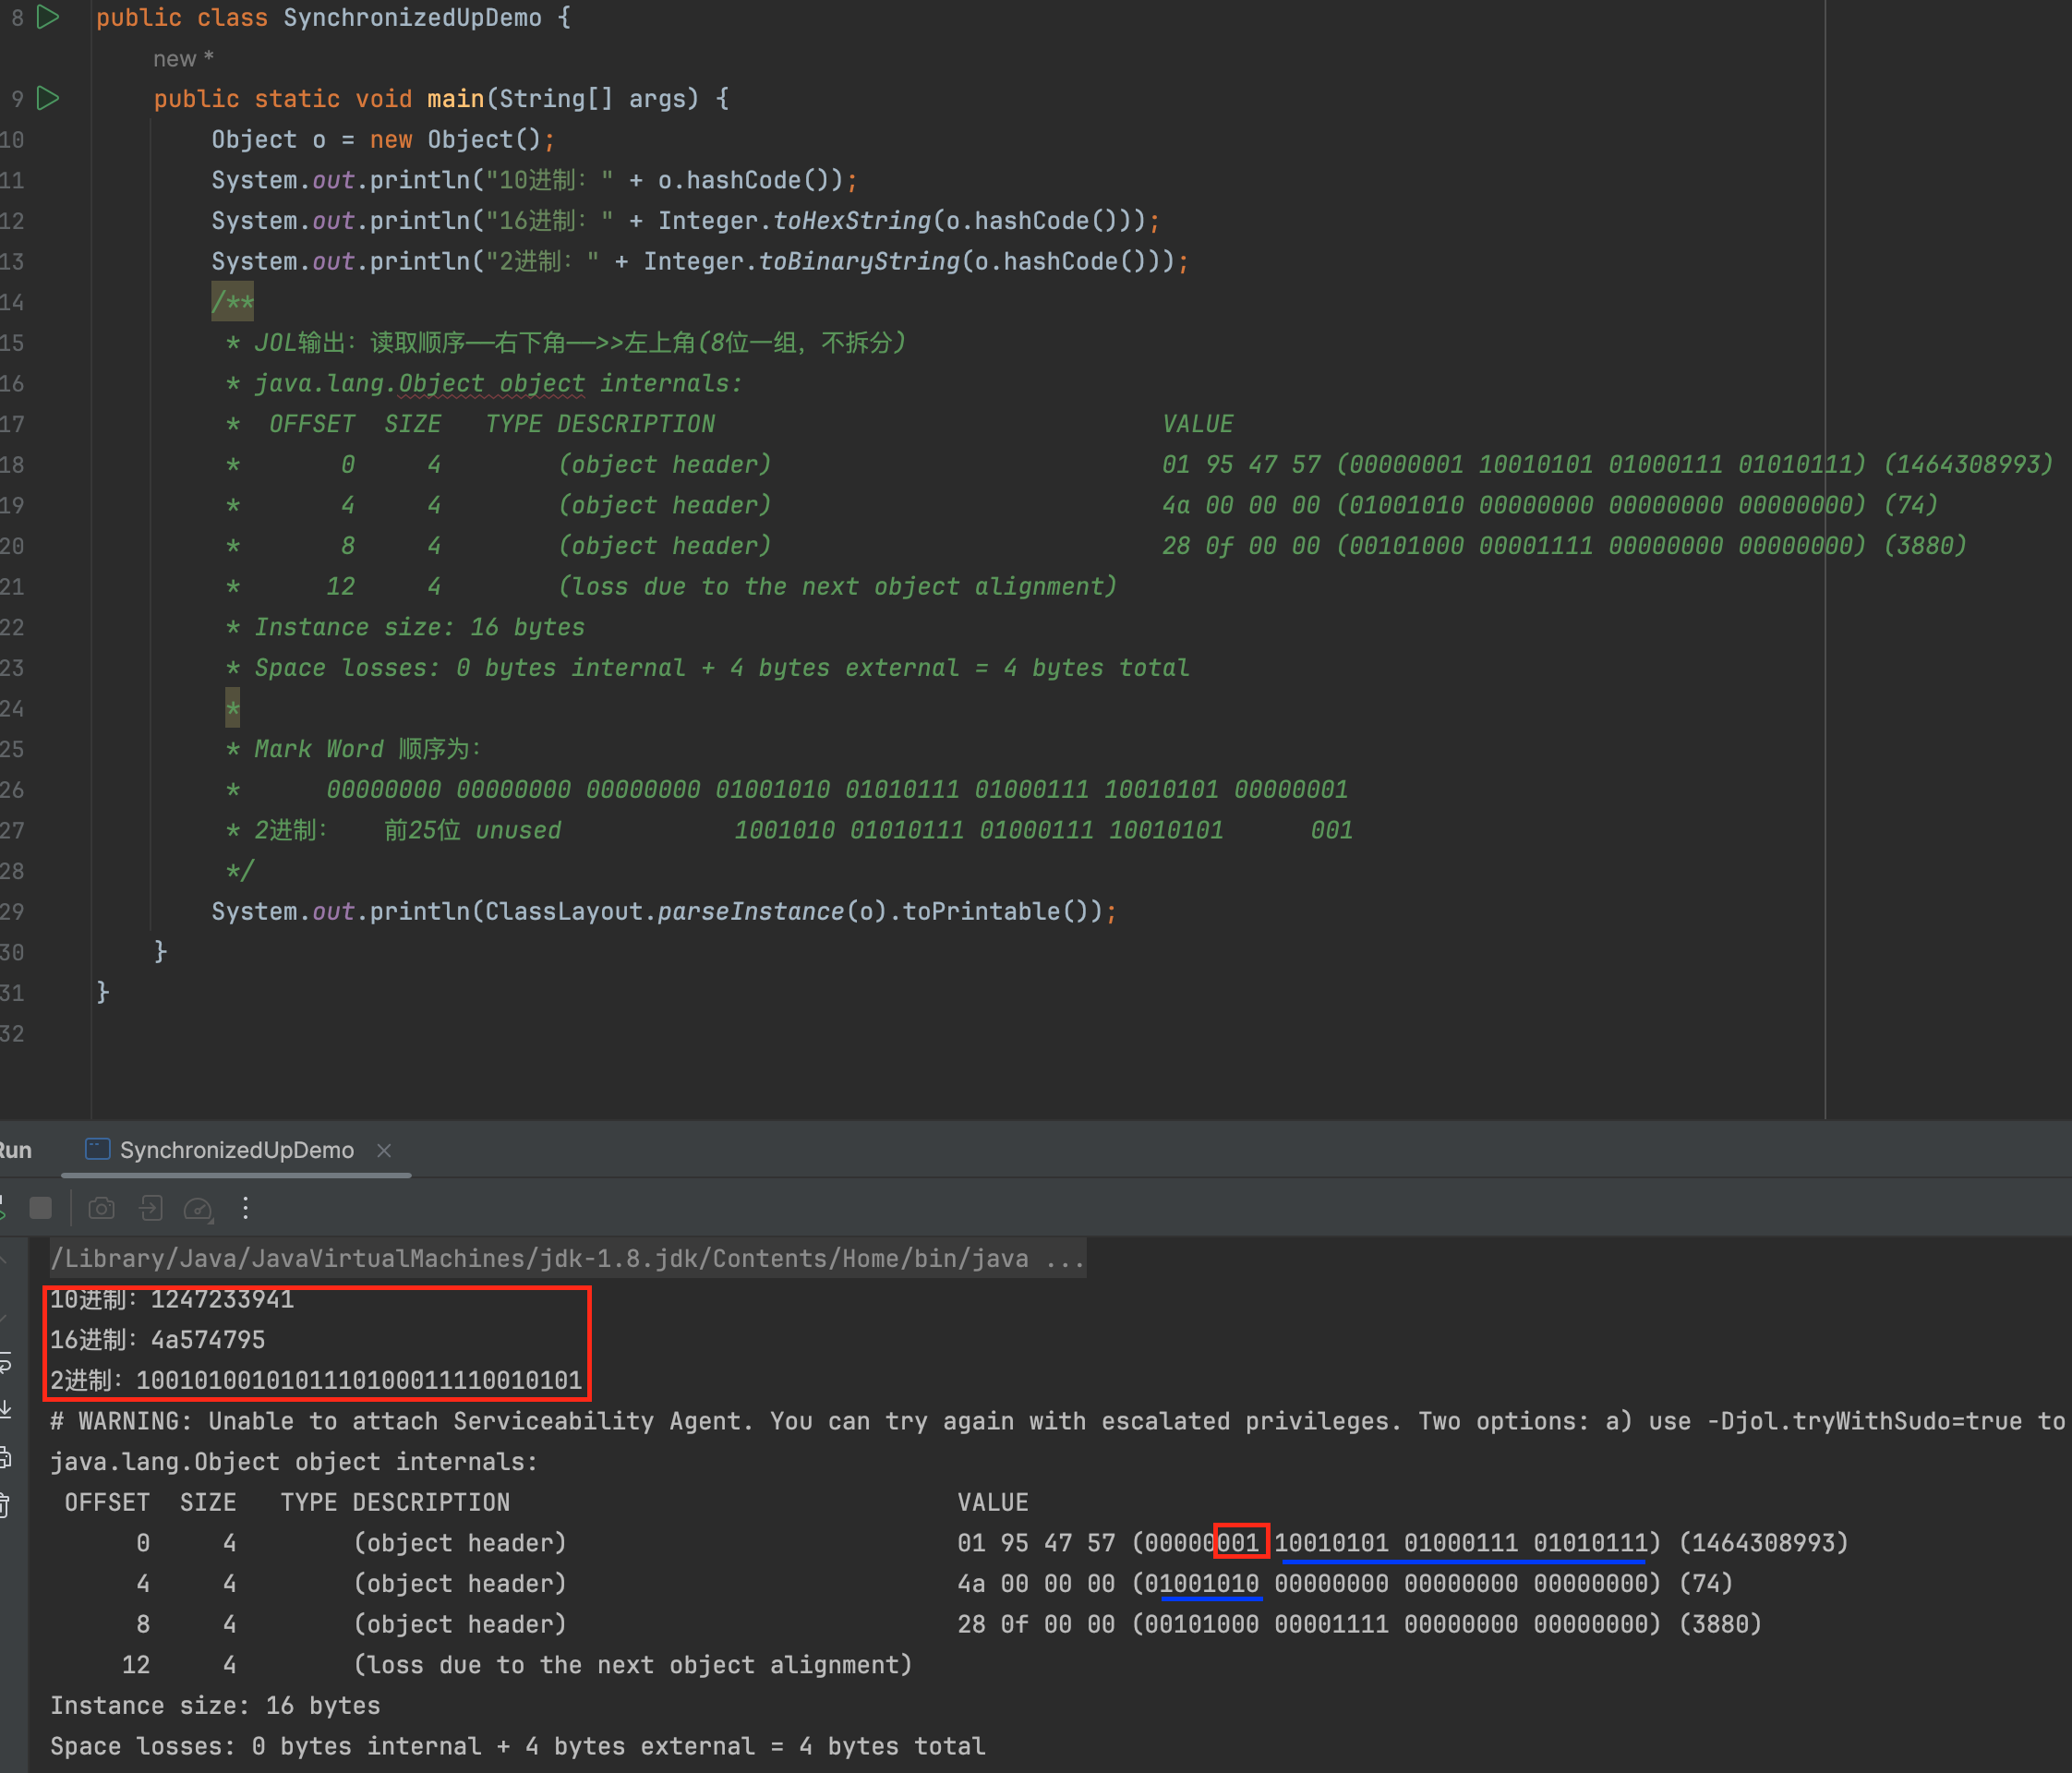 8 public class SynchronizedUpDemo {
new *
9 public static void main(String[] args) {
10 Object o = new Object();
11 System.out.println("10进制：" + o.hashCode());
12 System.out.println("16进制：" + Integer.toHexString(o.hashCode()));
13 System.out.println("2进制：" + Integer.toBinaryString(o.hashCode()));
14 /**
15 * JOL输出：读取顺序——右下角——>>左上角(8位一组，不拆分)
16 * java.lang.Object object internals:
17 * OFFSET SIZE TYPE DESCRIPTION VALUE
18 * 0 4 (object header) 01 95 47 57 (00000001 10010101 01000111 01010111) (1464308993)
19 * 4 4 (object header) 4a 00 00 00 (01001010 00000000 00000000 00000000) (74)
20 * 8 4 (object header) 28 0f 00 00 (00101000 00001111 00000000 00000000) (3880)
21 * 12 4 (loss due to the next object alignment)
22 * Instance size: 16 bytes
23 * Space losses: 0 bytes internal + 4 bytes external = 4 bytes total
24 *
25 * Mark Word 顺序为：
26 * 00000000 00000000 00000000 01001010 01010111 01000111 10010101 00000001
27 * 2进制： 前25位 unused 1001010 01010111 01000111 10010101 001
28 */
29 System.out.println(ClassLayout.parseInstance(o).toPrintable());
30 }
31 }
32
Run SynchronizedUpDemo
/Library/Java/JavaVirtualMachines/jdk-1.8.jdk/Contents/Home/bin/java ...
10进制：1247233941
16进制：4a574795
2进制：1001010010101110100011110010101
# WARNING: Unable to attach Serviceability Agent. You can try again with escalated privileges. Two options: a) use -Djol.tryWithSudo=true to
java.lang.Object object internals:
OFFSET SIZE TYPE DESCRIPTION VALUE
0 4 (object header) 01 95 47 57 (00000001 10010101 01000111 01010111) (1464308993)
4 4 (object header) 4a 00 00 00 (01001010 00000000 00000000 00000000) (74)
8 4 (object header) 28 0f 00 00 (00101000 00001111 00000000 00000000) (3880)
12 4 (loss due to the next object alignment)
Instance size: 16 bytes
Space losses: 0 bytes internal + 4 bytes external = 4 bytes total